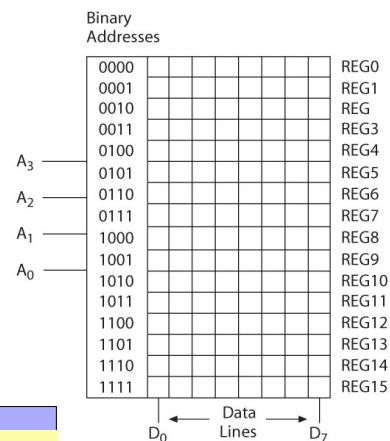 Binary
Addresses
0000 REG0
0001 REG1
0010 REG
0011 REG3
0100 REG4
A3
0101 REG5
A2 0110 REG6
0111 REG7
A1 1000 REG8
1001 REG9
A0 1010 REG10
1011 REG11
1100 REG12
1101 REG13
1110 REG14
1111 REG15
Data
D0 Lines D7